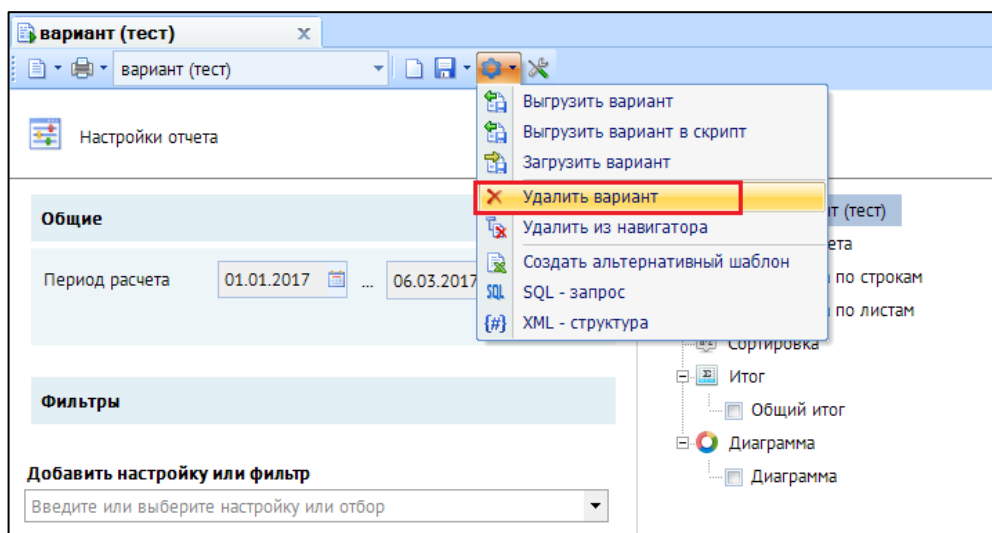 вариант (тест) x
вариант (тест)
Настройки отчета
Выгрузить вариант
Выгрузить вариант в скрипт
Загрузить вариант
Удалить вариант
Удалить из навигатора
Создать альтернативный шаблон
SQL SQL - запрос
{#} XML - структура
Общие
Период расчета 01.01.2017 ... 06.03.2017
Фильтры
Добавить настройку или фильтр
Введите или выберите настройку или отбор
(тест)
по строкам
по листам
Сортировка
Итог
Общий итог
Диаграмма
Диаграмма